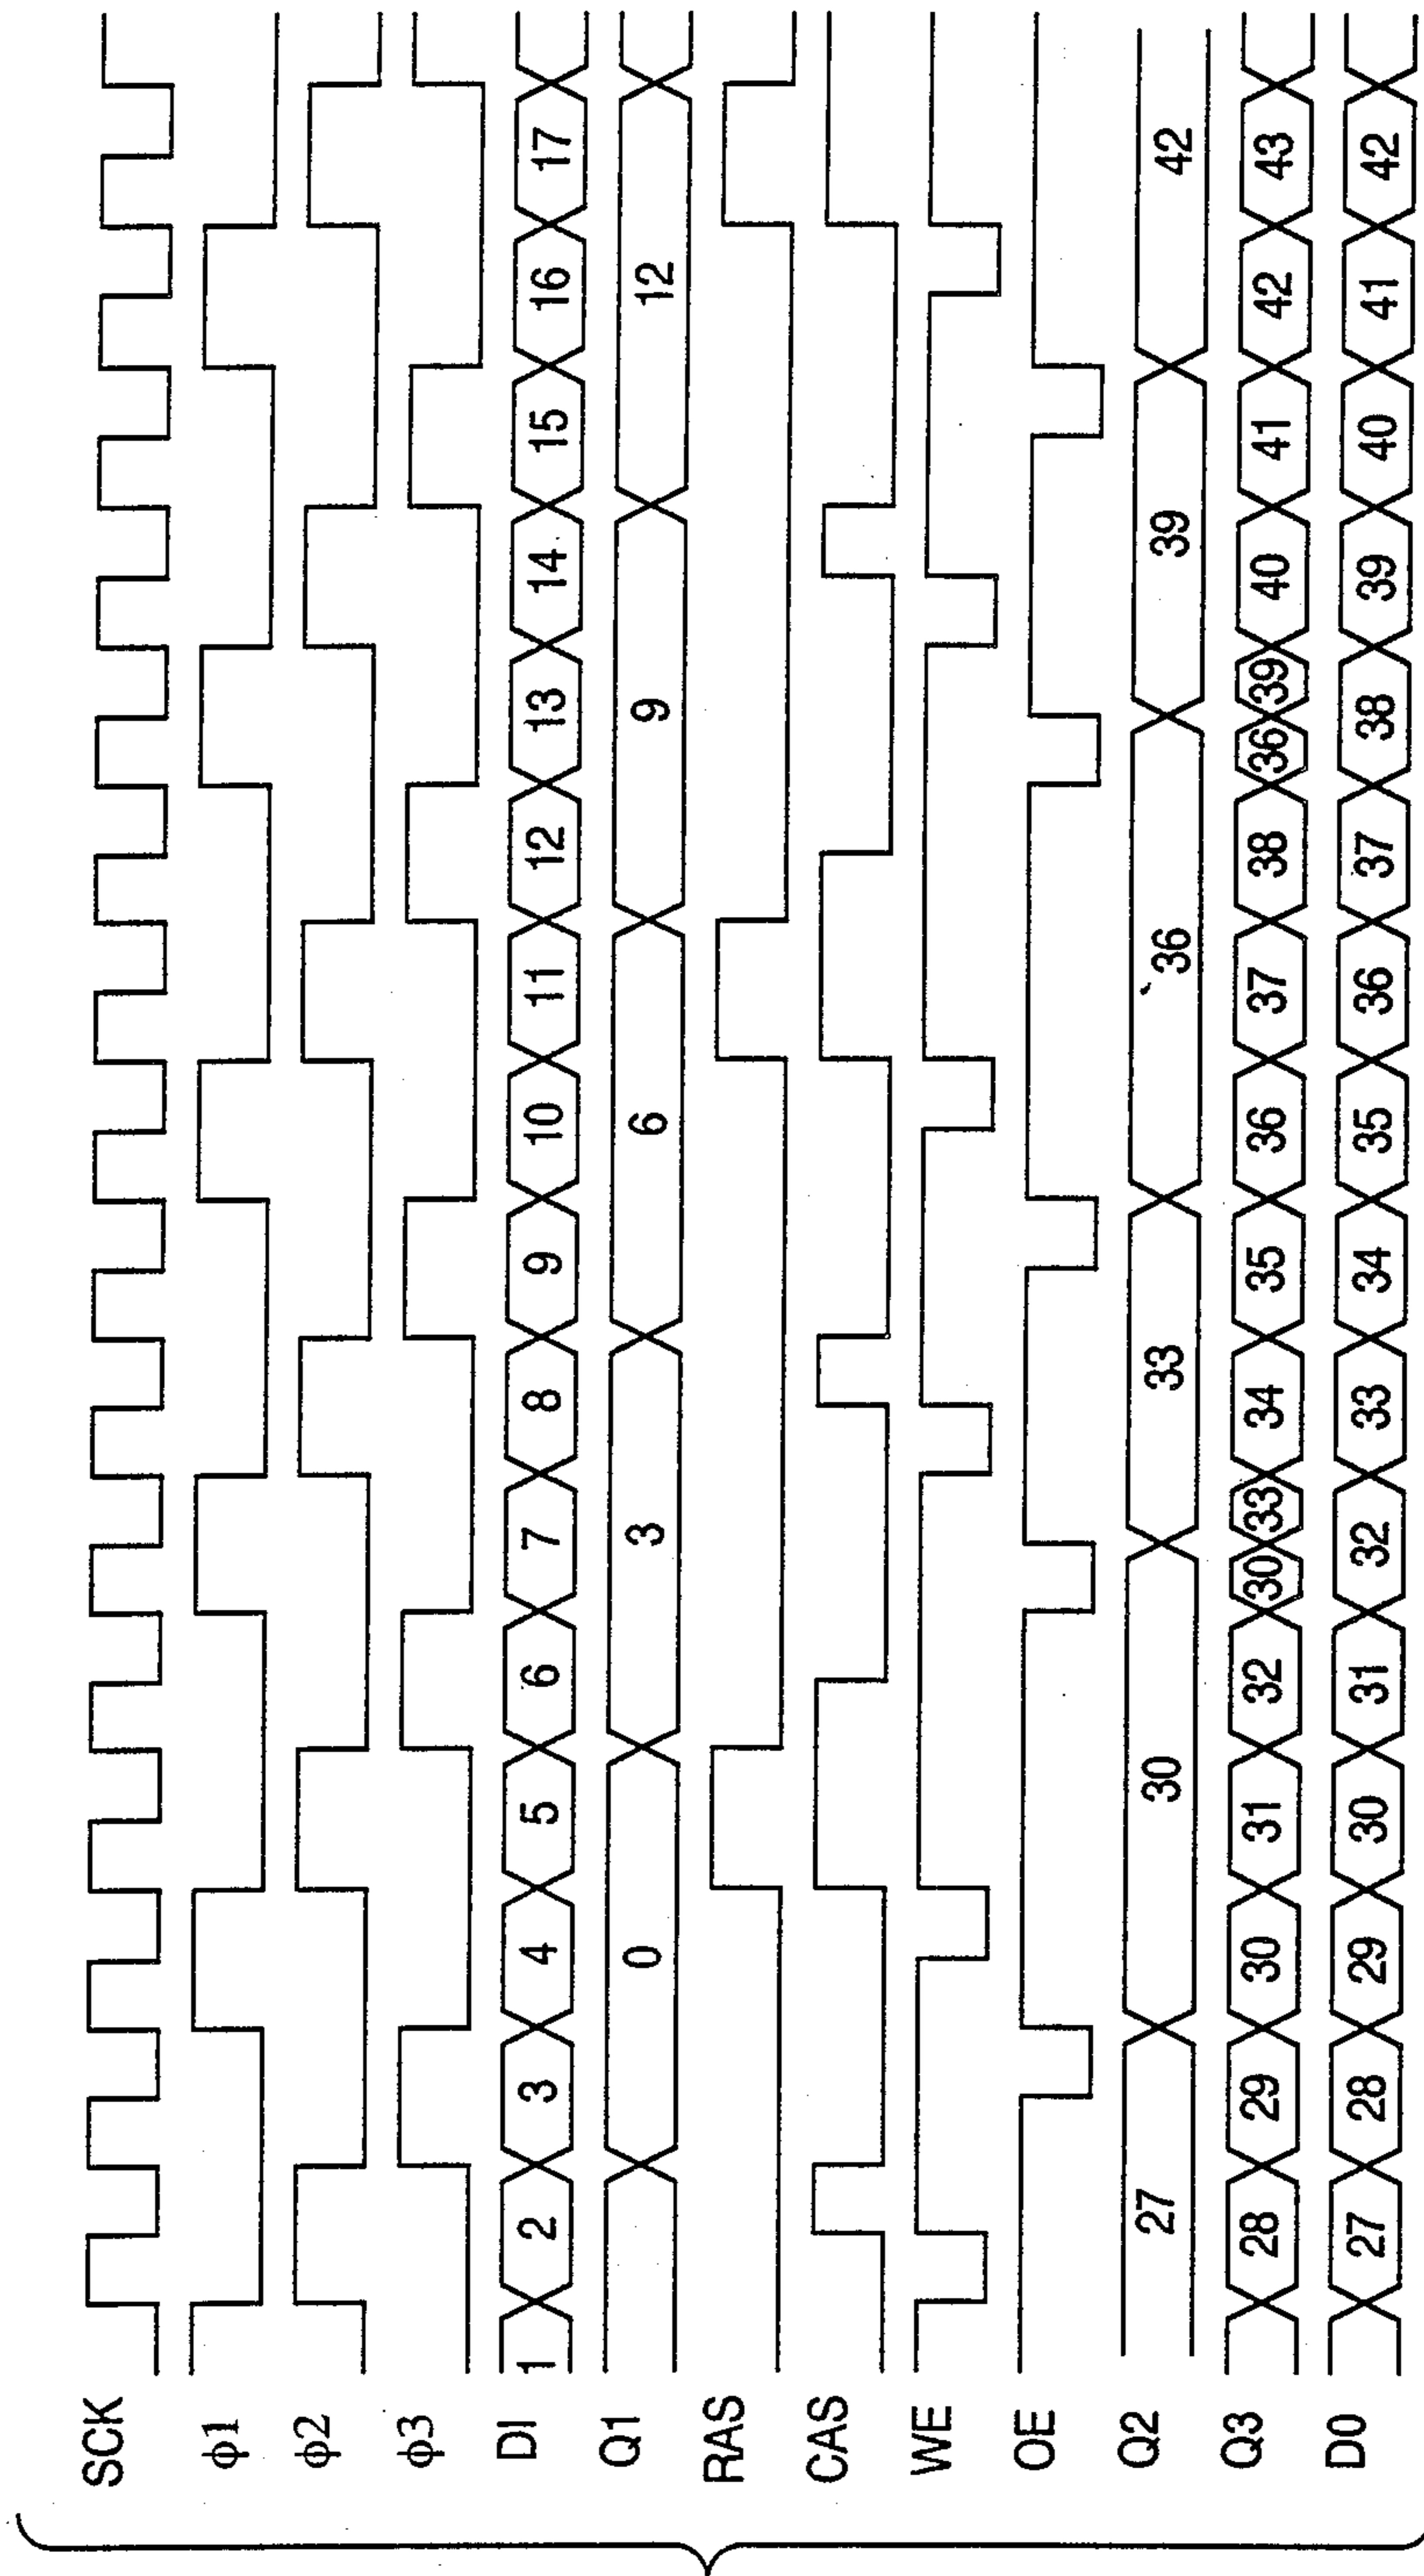 SCK
φ1
φ2
φ3
DI 1 2 3 4 5 6 7 8 9 10 11 12 13 14 15 16 17
Q1 0 3 6 9 12
RAS
CAS
WE
OE
Q2 27 30 33 36 39 42
Q3 28 29 30 31 32 30 33 34 35 36 37 38 36 39 40 41 42 43
D0 27 28 29 30 31 32 33 34 35 36 37 38 39 40 41 42